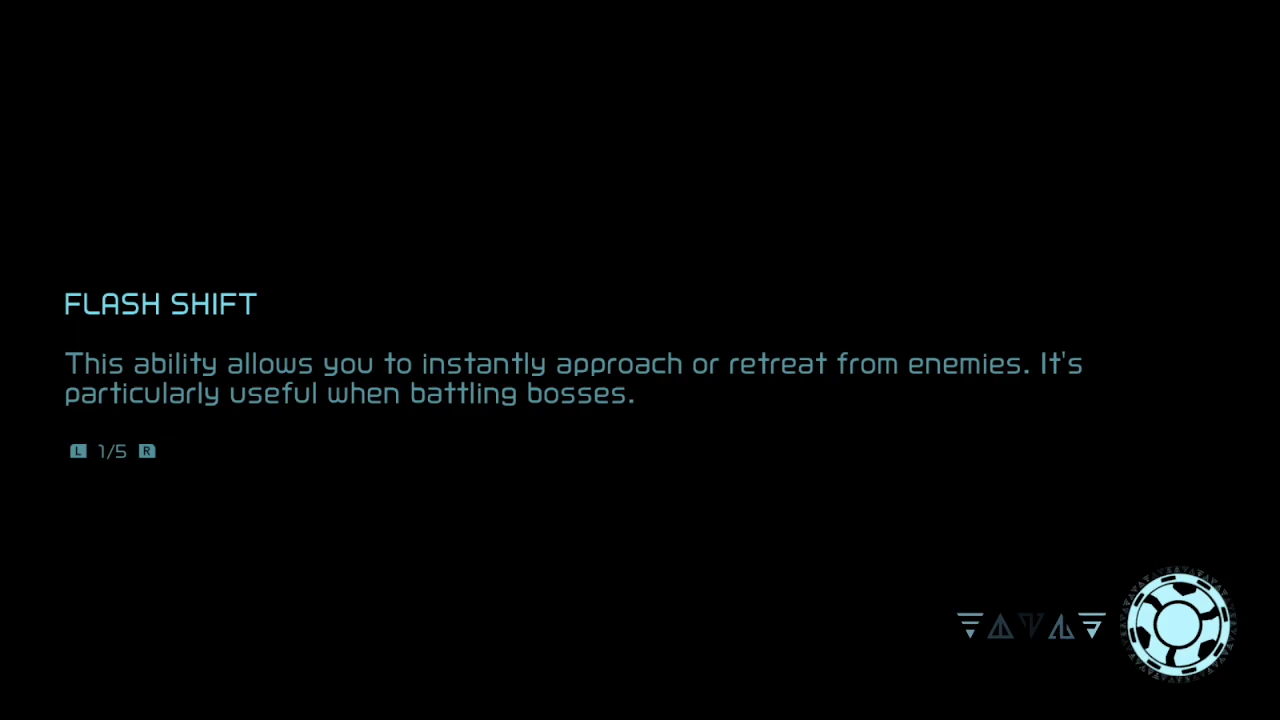 FLASH SHIFT
This ability allows you to instantly approach or retreat from enemies. It's
particularly useful when battling bosses.
L 1/5 R